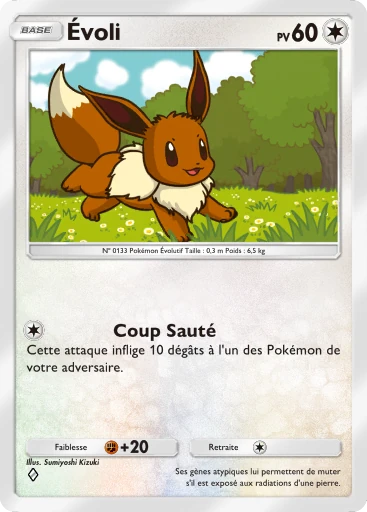 BASE Évoli PV 60
N° 0133 Pokémon Évolutif Taille : 0,3 m Poids : 6,5 kg
Coup Sauté
Cette attaque inflige 10 dégâts à l'un des Pokémon de
votre adversaire.
Faiblesse +20 Retraite
Illus. Sumiyoshi Kizuki
Ses gènes atypiques lui permettent de muter
s'il est exposé aux radiations d'une pierre.